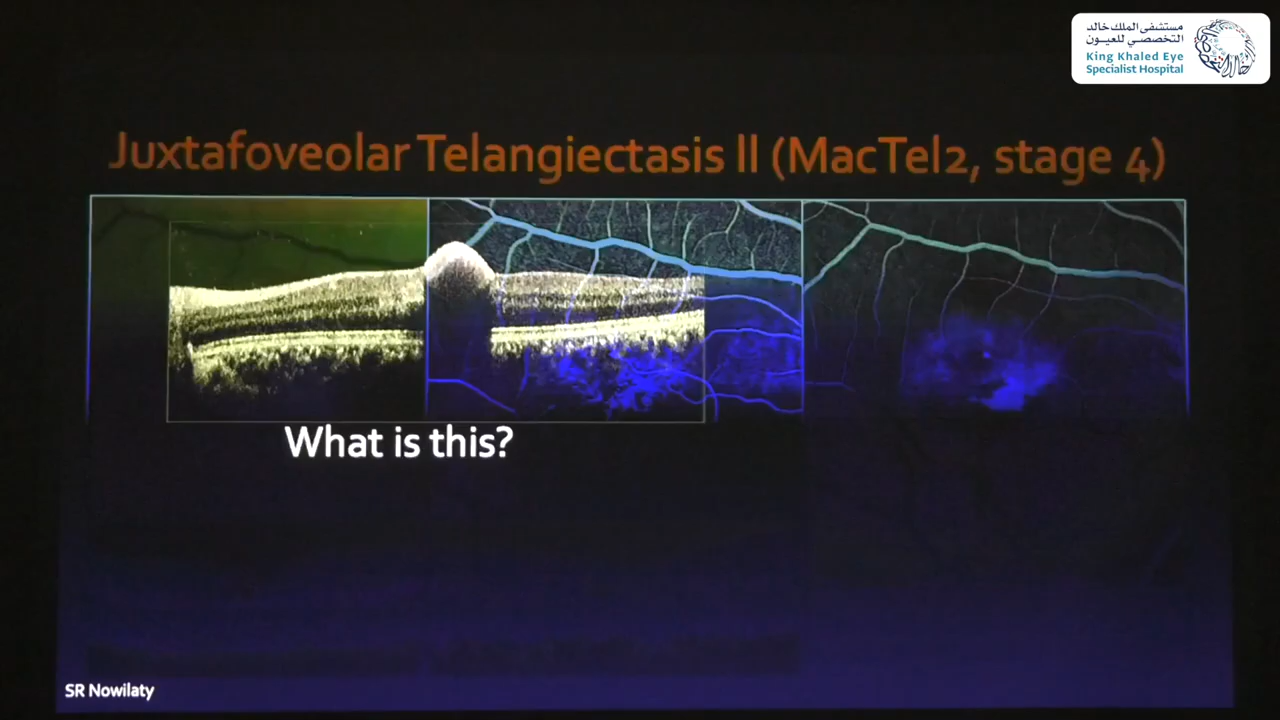 مستشفى الملك خالد
التخصصي للعيون
King Khaled Eye
Specialist Hospital
Juxtafoveolar Telangiectasis ll (MacTel2, stage 4)
What is this?
SR Nowilaty